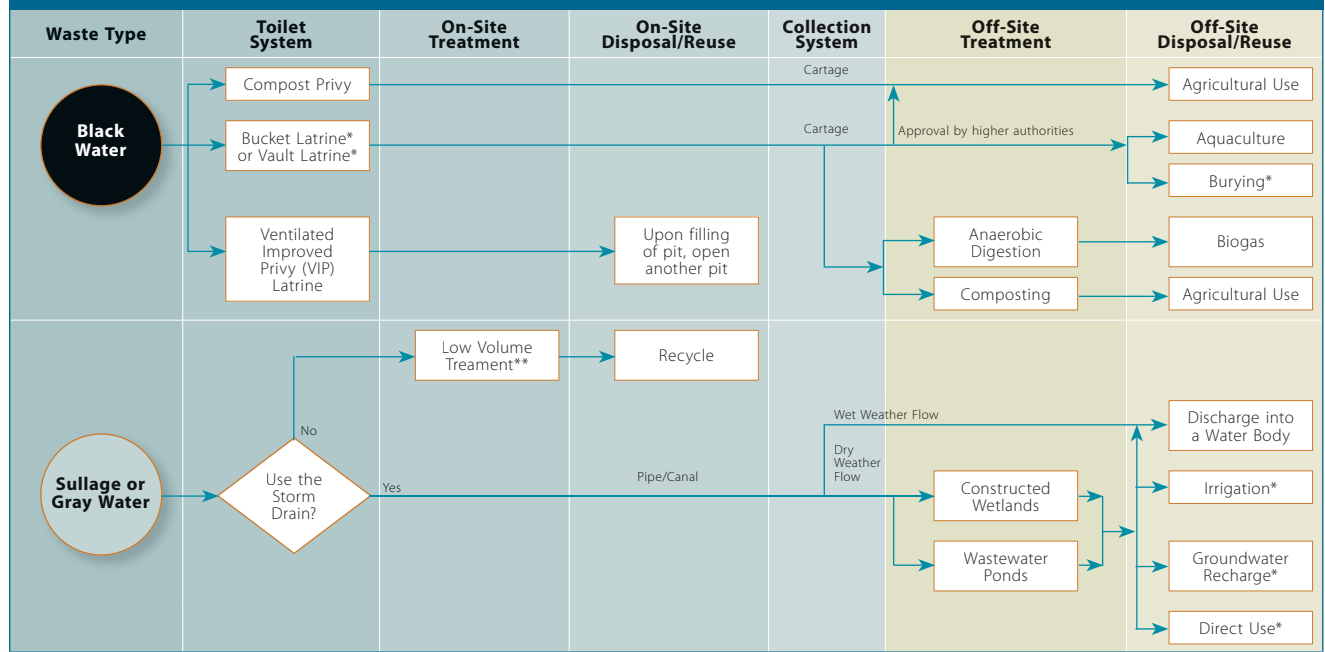 Waste Type
Toilet
System
On-Site
Treatment
On-Site
Disposal/Reuse
Collection
System
Off-Site
Treatment
Off-Site
Disposal/Reuse
Black
Water
Compost Privy
Cartage
Agricultural Use
Bucket Latrine*
or Vault Latrine*
Cartage
Approval by higher authorities
Aquaculture
Burying*
Ventilated
Improved
Privy (VIP)
Latrine
Upon filling
of pit, open
another pit
Anaerobic
Digestion
Biogas
Composting
Agricultural Use
Sullage or
Gray Water
Use the
Storm
Drain?
No
Low Volume
Treament**
Recycle
Yes
Pipe/Canal
Wet Weather Flow
Dry
Weather
Flow
Constructed
Wetlands
Wastewater
Ponds
Discharge into
a Water Body
Irrigation*
Groundwater
Recharge*
Direct Use*